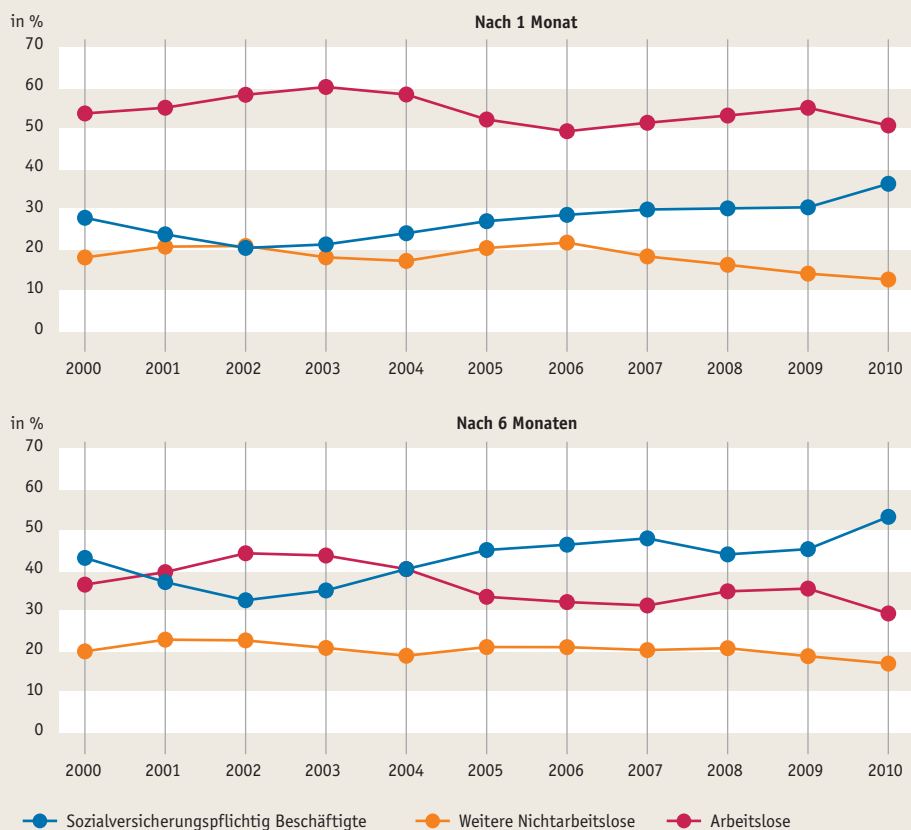 in %
Nach 1 Monat
70
60
50
40
30
20
10
0
2000 2001 2002 2003 2004 2005 2006 2007 2008 2009 2010
in %
Nach 6 Monaten
70
60
50
40
30
20
10
0
2000 2001 2002 2003 2004 2005 2006 2007 2008 2009 2010
Sozialversicherungspflichtig Beschäftigte Weitere Nichtarbeitslose Arbeitslose